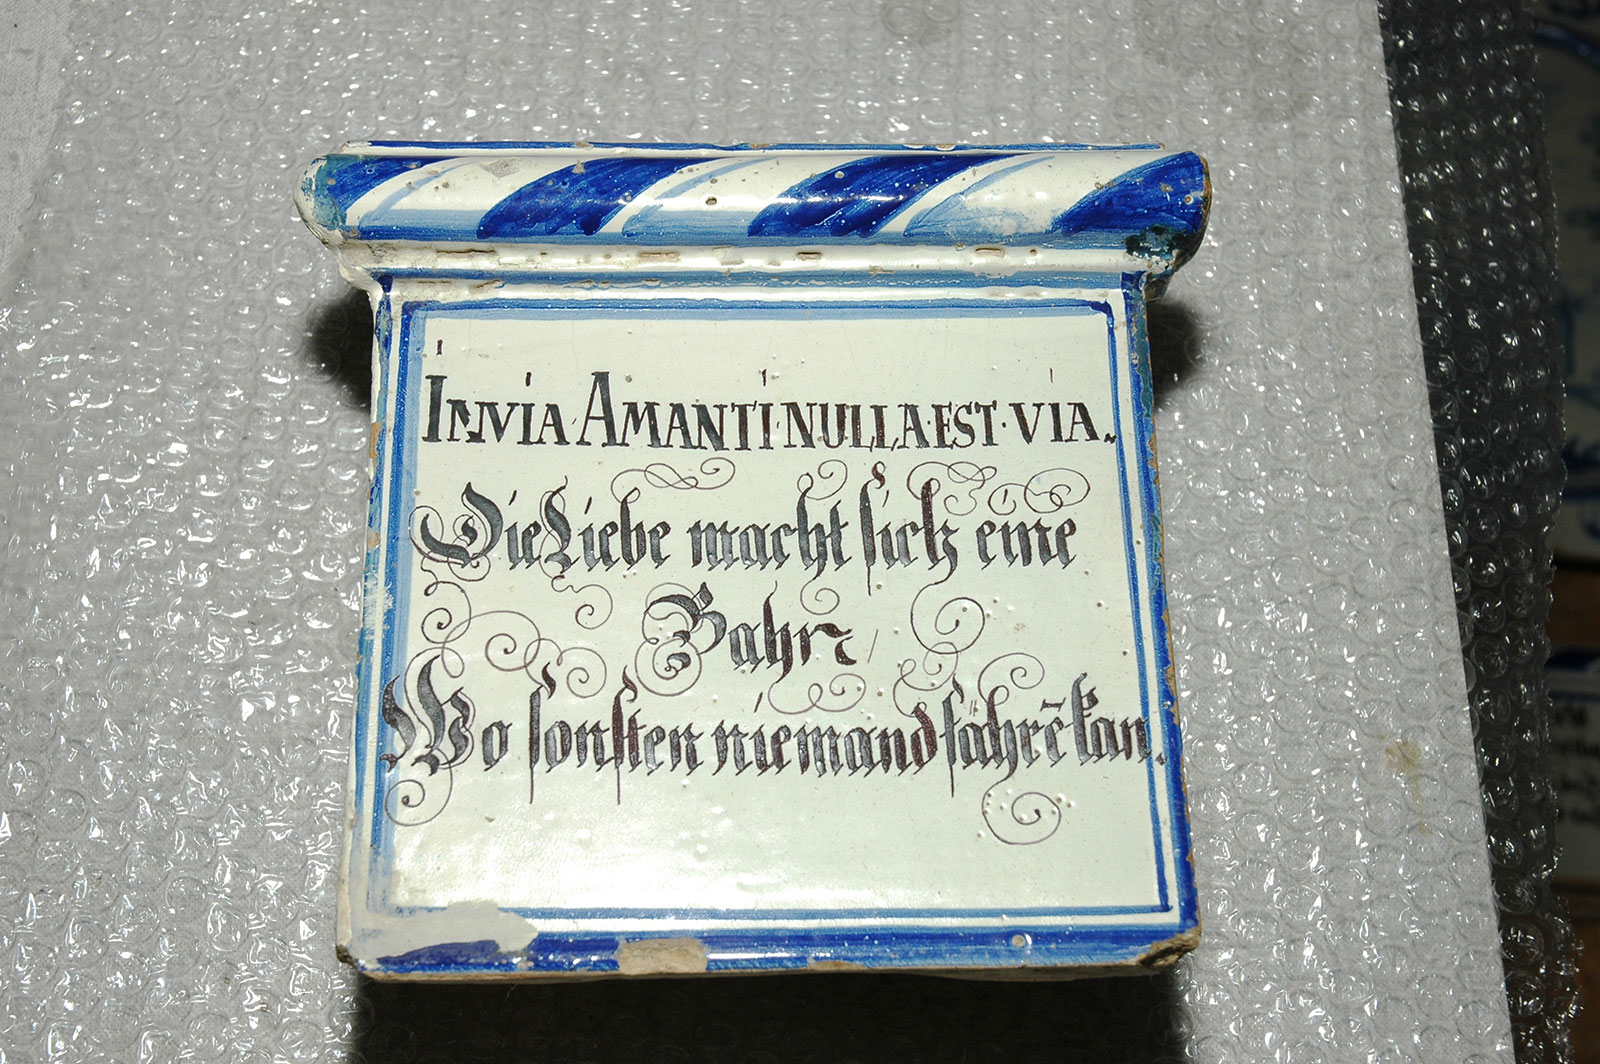 INVIA·AMANTI·NULLA·EST·VIA.
Die Liebe macht sich eine
Bahn /
Wo sonsten niemand fahrē kan.